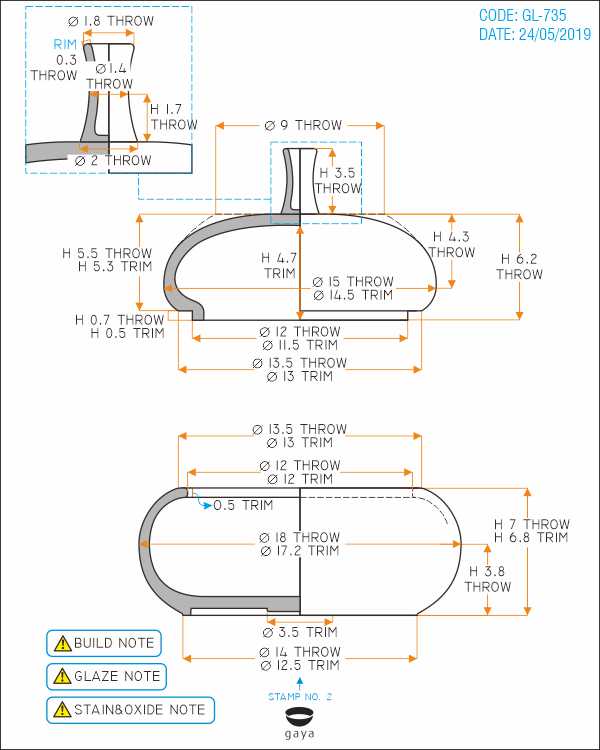 CODE: GL-735
DATE: 24/05/2019
Ø 1.8 THROW
RIM
0.3
THROW
Ø1.4
THROW
H 1.7
THROW
Ø 2 THROW
Ø 9 THROW
H 3.5
THROW
H 5.5 THROW
H 5.3 TRIM
H 4.7
TRIM
H 4.3
THROW
H 6.2
THROW
Ø 15 THROW
Ø 14.5 TRIM
H 0.7 THROW
H 0.5 TRIM
Ø 12 THROW
Ø 11.5 TRIM
Ø 13.5 THROW
Ø 13 TRIM
Ø 13.5 THROW
Ø 13 TRIM
Ø 12 THROW
Ø 12 TRIM
0.5 TRIM
Ø 18 THROW
Ø 17.2 TRIM
H 7 THROW
H 6.8 TRIM
H 3.8
THROW
Ø 3.5 TRIM
Ø 14 THROW
Ø 12.5 TRIM
BUILD NOTE
GLAZE NOTE
STAIN&OXIDE NOTE
STAMP NO. 2
gaya